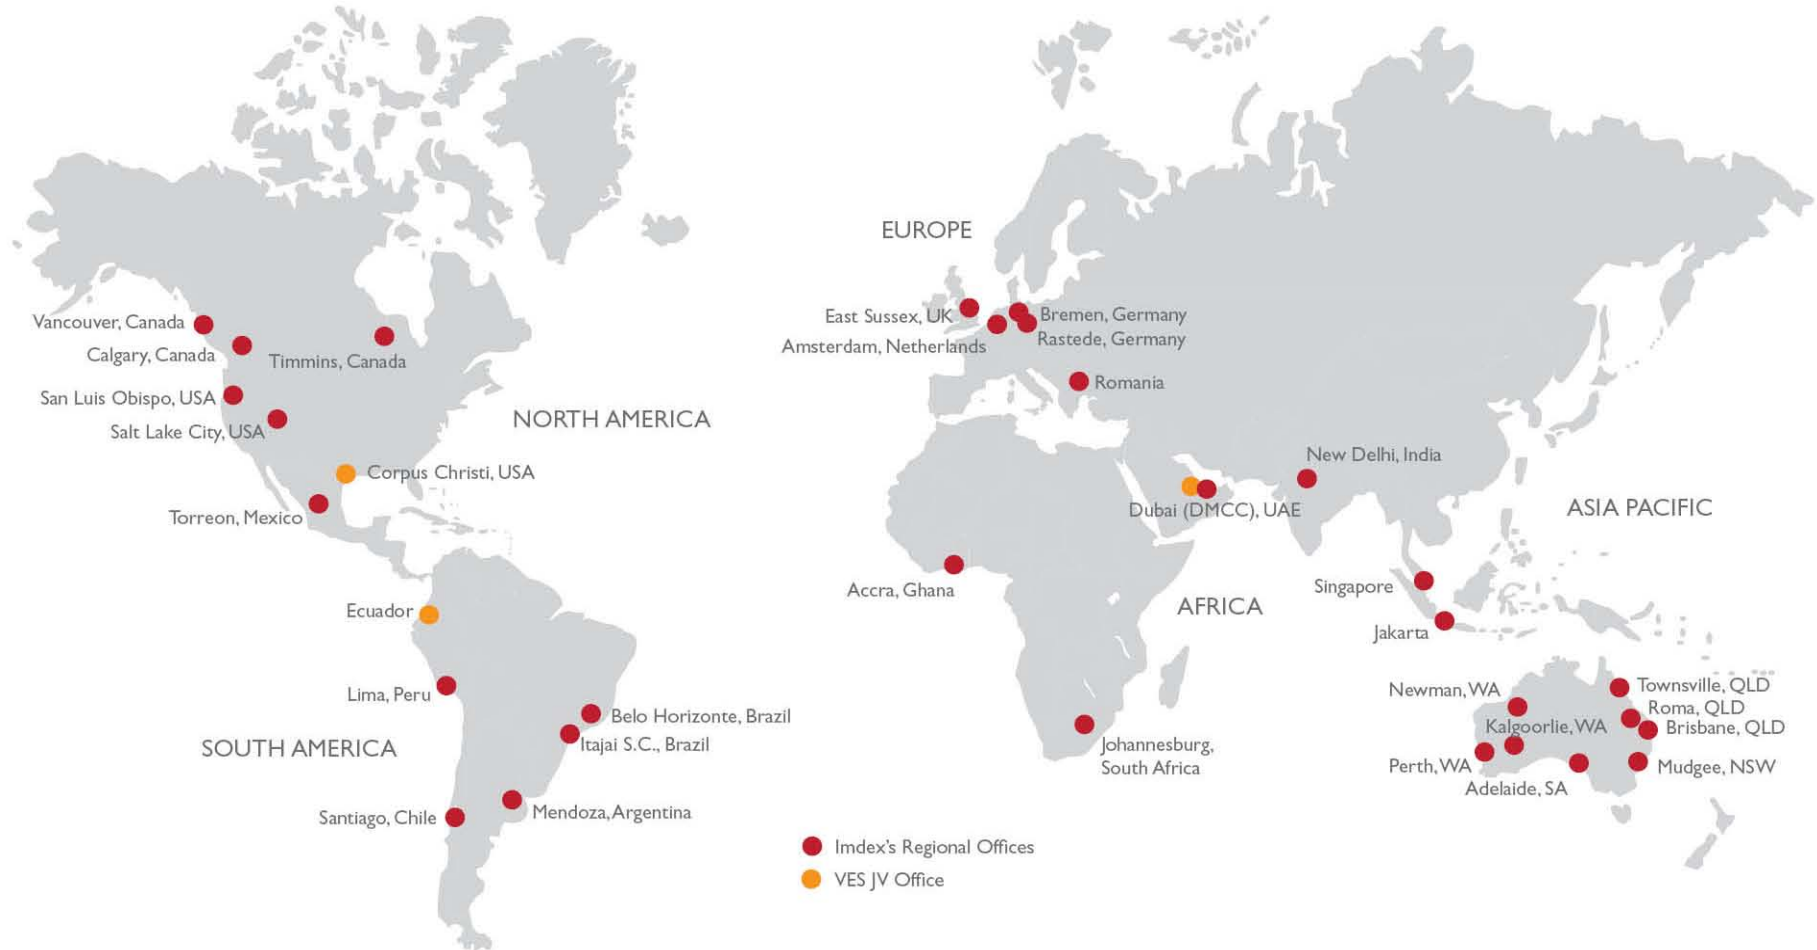 EUROPE
Vancouver, Canada
Calgary, Canada
Timmins, Canada
San Luis Obispo, USA
Salt Lake City, USA
NORTH AMERICA
Corpus Christi, USA
Torreon, Mexico
East Sussex, UK
Amsterdam, Netherlands
Bremen, Germany
Rastede, Germany
Romania
New Delhi, India
Dubai (DMCC), UAE
ASIA PACIFIC
Accra, Ghana
AFRICA
Singapore
Jakarta
Ecuador
Lima, Peru
Belo Horizonte, Brazil
Itajai S.C., Brazil
SOUTH AMERICA
Santiago, Chile
Mendoza, Argentina
Johannesburg,
South Africa
Newman, WA
Townsville, QLD
Roma, QLD
Kalgoorlie, WA
Brisbane, QLD
Perth, WA
Mudgee, NSW
Adelaide, SA
Imdex's Regional Offices
VES JV Office